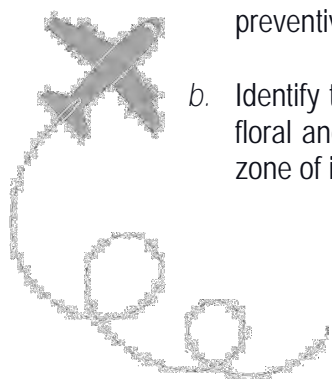 preventiv
b. Identify t
floral an
zone of i